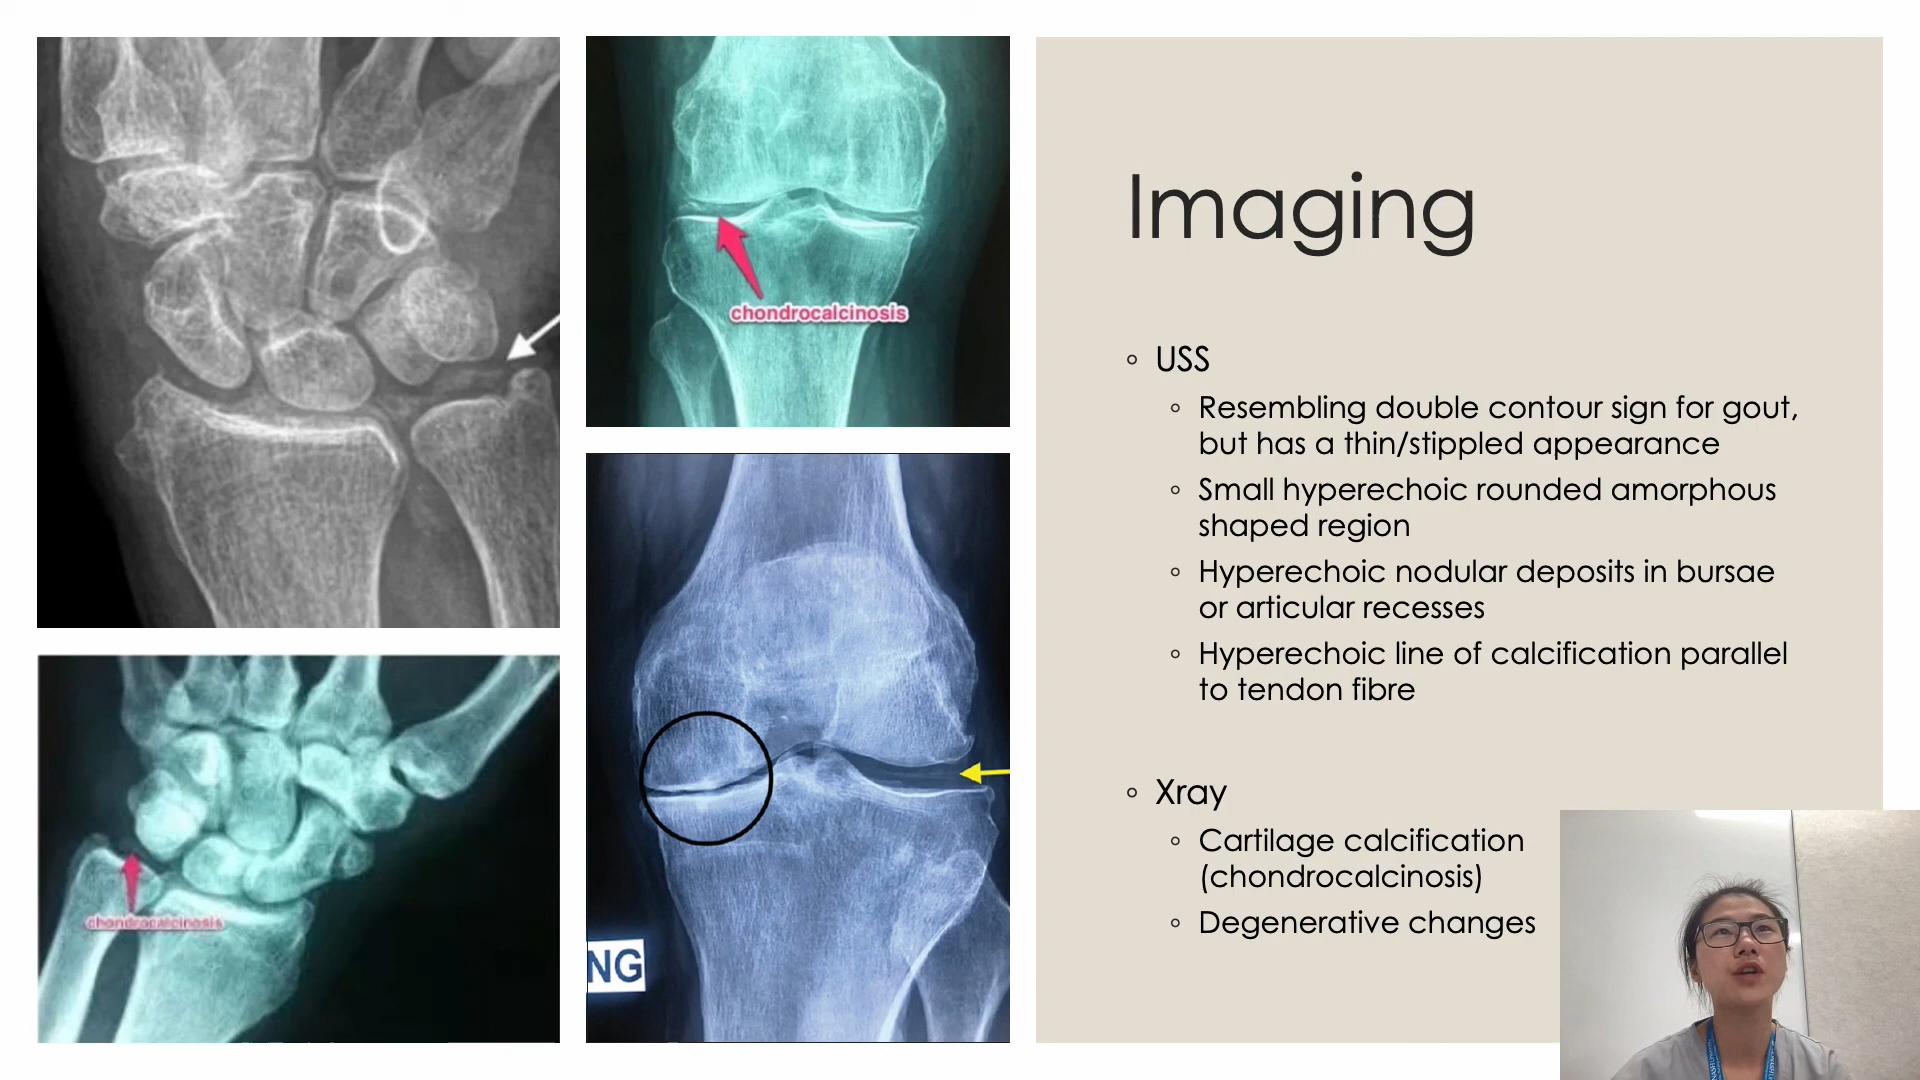 chondrocalcinosis
chondrocalcinosis
NG
Imaging
◦ USS
◦ Resembling double contour sign for gout,
but has a thin/stippled appearance
◦ Small hyperechoic rounded amorphous
shaped region
◦ Hyperechoic nodular deposits in bursae
or articular recesses
◦ Hyperechoic line of calcification parallel
to tendon fibre
◦ Xray
◦ Cartilage calcification
(chondrocalcinosis)
◦ Degenerative changes